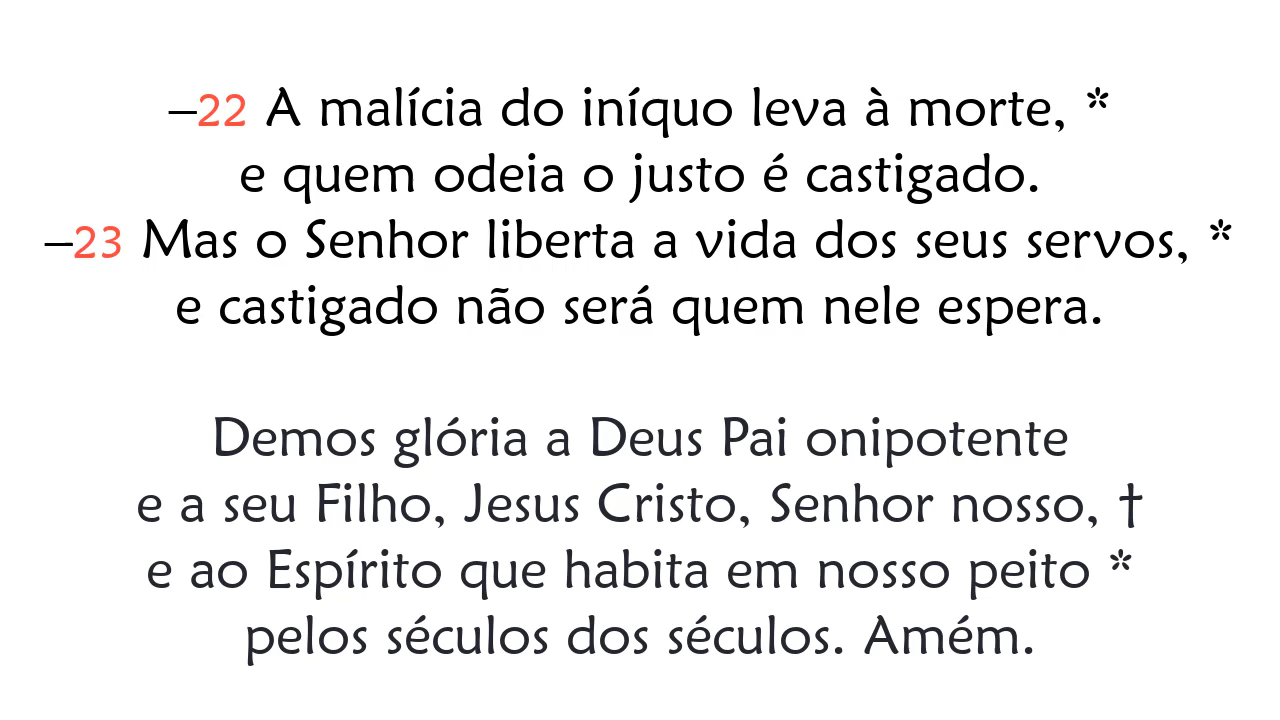 –22 A malícia do iníquo leva à morte, *
e quem odeia o justo é castigado.
–23 Mas o Senhor liberta a vida dos seus servos, *
e castigado não será quem nele espera.
Demos glória a Deus Pai onipotente
e a seu Filho, Jesus Cristo, Senhor nosso, †
e ao Espírito que habita em nosso peito *
pelos séculos dos séculos. Amém.